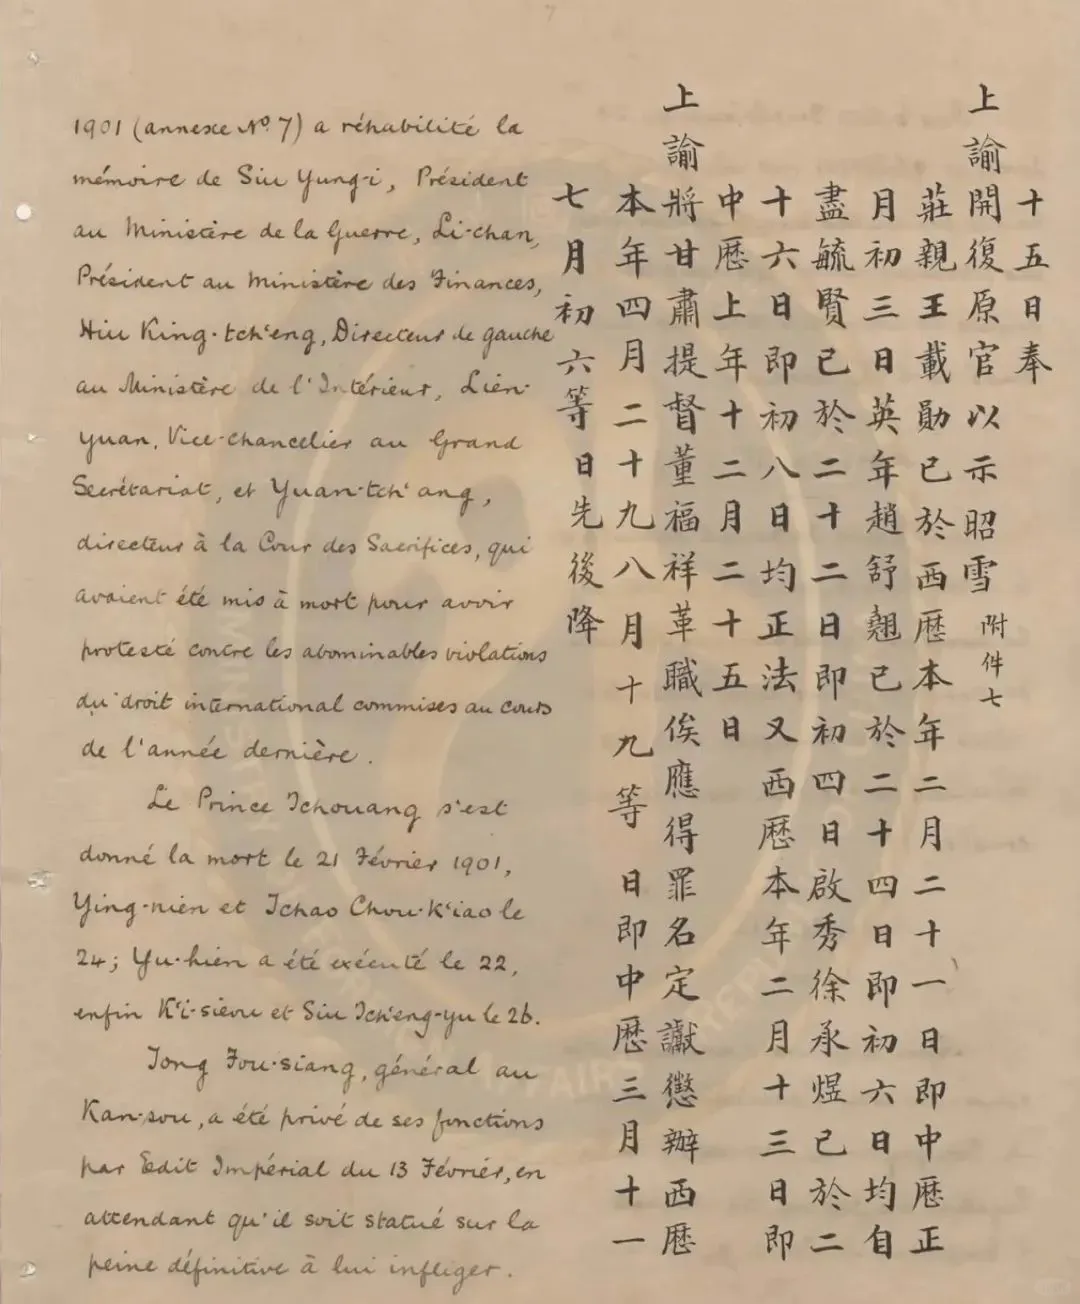 1901 (annexe Nº 7) a réhabilité la
mémoire de Siu Yung-i, Président
au Ministère de la Guerre, Li-chan,
Président au Ministère des Finances,
Hiu King-tch'eng, Directeur de gauche
au Ministère de l'Intérieur, Lien-
yuan, Vice-chancelier au Grand
Secrétariat, et Yuan-tch'ang,
directeur à la Cour des Sacrifices, qui
avaient été mis à mort pour avoir
protesté contre les abominables violations
du droit international commises au cours
de l'année dernière.
Le Prince Tchouang s'est
donné la mort le 21 Février 1901,
Ying-nien et Tchao Chou-k'iao le
24; Yu-hien a été exécuté le 22,
enfin K'i-sieou et Siu Tch'eng-yu le 26.
Tong Fou-siang, général au
Kan-sou, a été privé de ses fonctions
par Edit Impérial du 13 Février, en
attendant qu'il soit statué sur la
peine définitive à lui infliger.
十五日奉
上諭開復原官以示昭雪附件七
莊親王載勛已於西厯本年二月二十一日即中厯正
月初三日英年趙舒翹已於二十四日即初六日均自
盡毓賢已於二十二日即初四日啟秀徐承煜已於二
十六日即初八日均正法又西厯本年二月十三日即
中厯上年十二月二十五日
上諭將甘肅提督董福祥革職俟應得罪名定讞懲辦西厯
本年四月二十九八月十九等日即中厯三月十一
七月初六等日先後降